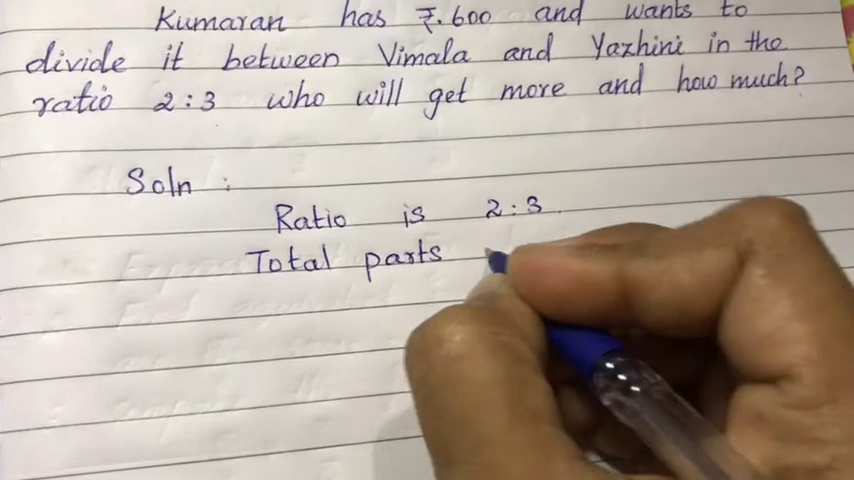 Kumaran has ₹.600 and wants to
divide it between Vimala and Yazhini in the
ratio 2:3 who will get more and how much?
Soln :
Ratio is 2:3
Total parts